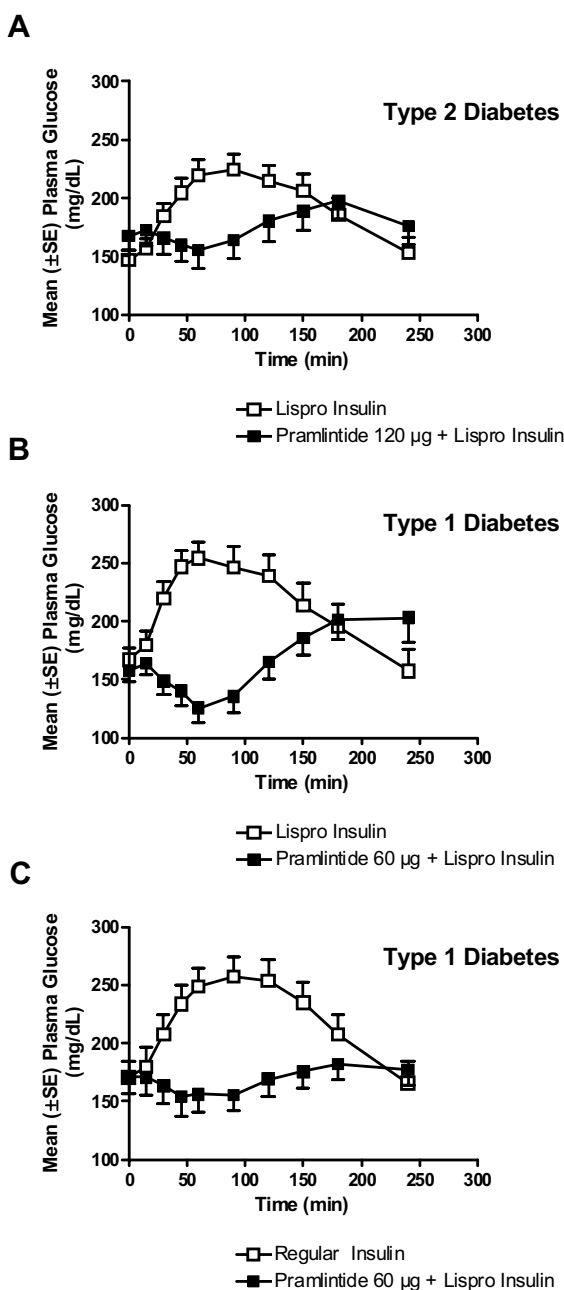 A
Type 2 Diabetes
Mean (±SE) Plasma Glucose
(mg/dL)
300
250
200
150
100
0 50 100 150 200 250 300
Time (min)
Lispro Insulin
Pramlintide 120 µg + Lispro Insulin
B
Type 1 Diabetes
Mean (±SE) Plasma Glucose
(mg/dL)
300
250
200
150
100
0 50 100 150 200 250 300
Time (min)
Lispro Insulin
Pramlintide 60 µg + Lispro Insulin
C
Type 1 Diabetes
Mean (±SE) Plasma Glucose
(mg/dL)
300
250
200
150
100
0 50 100 150 200 250 300
Time (min)
Regular Insulin
Pramlintide 60 µg + Lispro Insulin